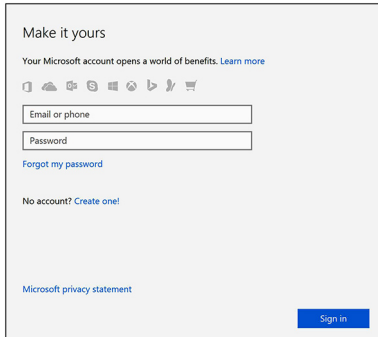 Make it yours
Your Microsoft account opens a world of benefits. Learn more
Email or phone
Password
Forgot my password
No account? Create one!
Microsoft privacy statement
Sign in